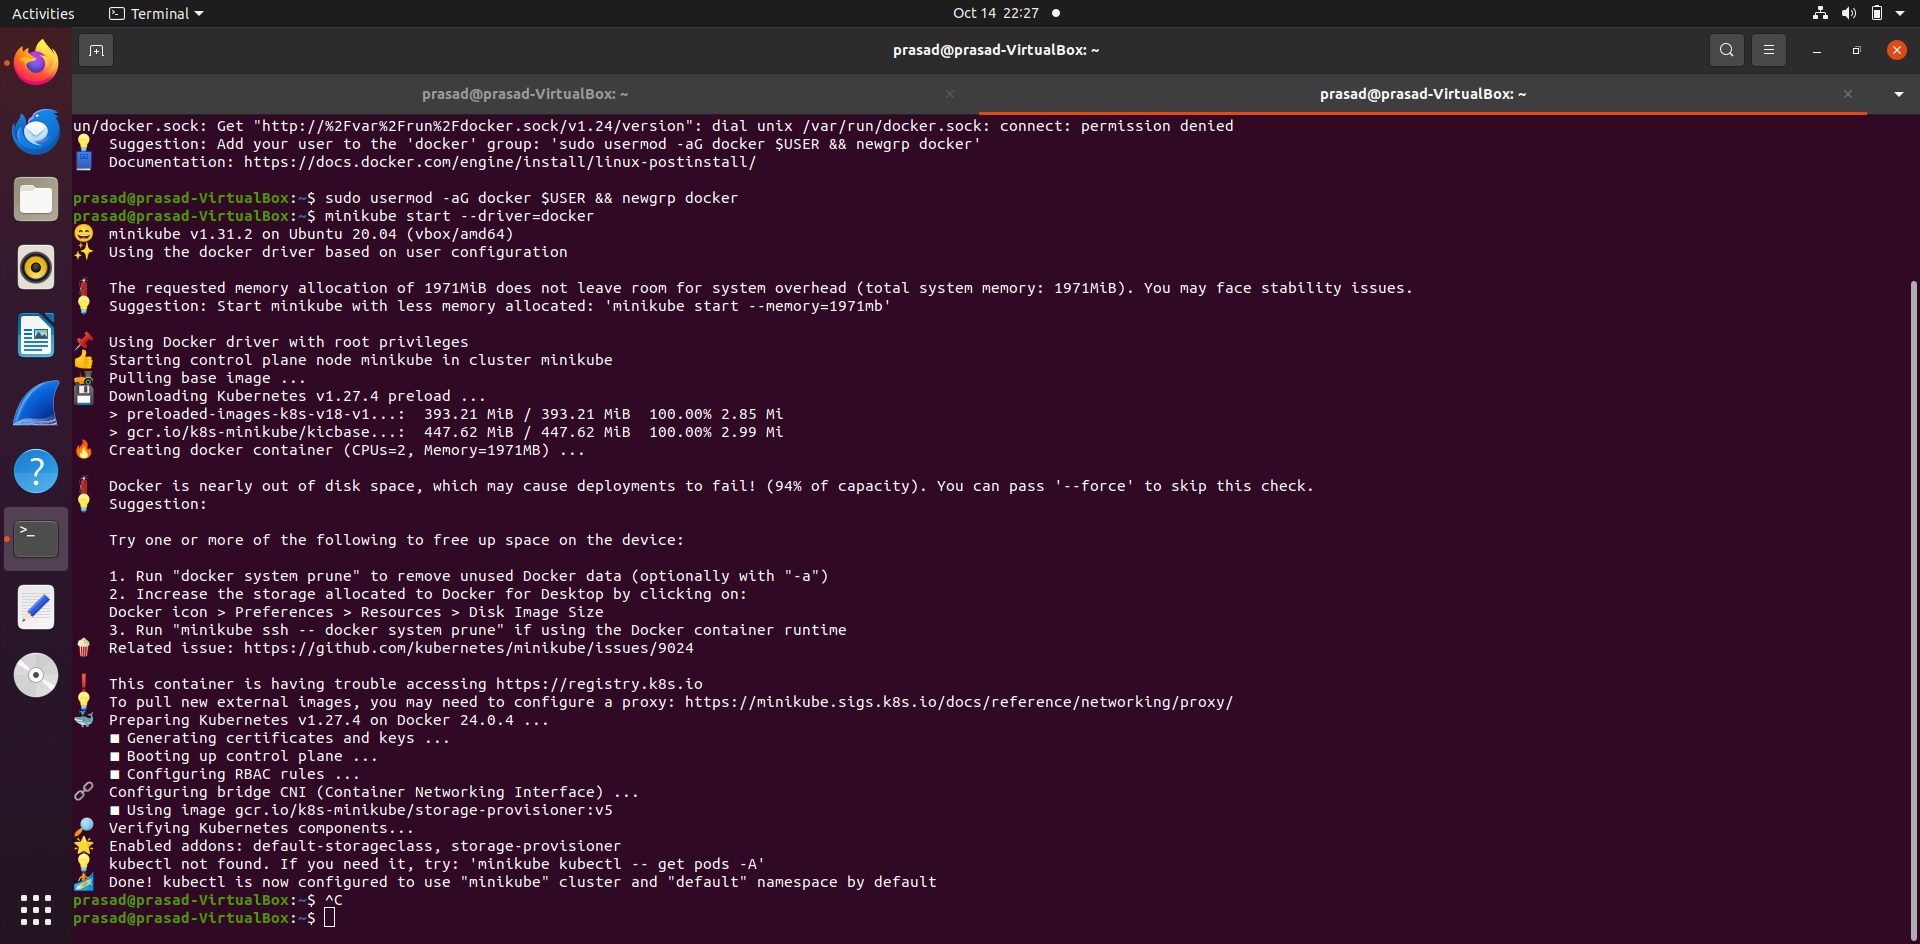 Activities
Terminal
Oct 14 22:27
prasad@prasad-VirtualBox: ~
prasad@prasad-VirtualBox: ~
prasad@prasad-VirtualBox: ~
un/docker.sock: Get "http://%2Fvar%2Frun%2Fdocker.sock/v1.24/version": dial unix /var/run/docker.sock: connect: permission denied
Suggestion: Add your user to the 'docker' group: 'sudo usermod -aG docker $USER && newgrp docker'
Documentation: https://docs.docker.com/engine/install/linux-postinstall/
prasad@prasad-VirtualBox:~$ sudo usermod -aG docker $USER && newgrp docker
prasad@prasad-VirtualBox:~$ minikube start --driver=docker
minikube v1.31.2 on Ubuntu 20.04 (vbox/amd64)
Using the docker driver based on user configuration
The requested memory allocation of 1971MiB does not leave room for system overhead (total system memory: 1971MiB). You may face stability issues.
Suggestion: Start minikube with less memory allocated: 'minikube start --memory=1971mb'
Using Docker driver with root privileges
Starting control plane node minikube in cluster minikube
Pulling base image ...
Downloading Kubernetes v1.27.4 preload ...
> preloaded-images-k8s-v18-v1...:  393.21 MiB / 393.21 MiB  100.00% 2.85 Mi
> gcr.io/k8s-minikube/kicbase...:  447.62 MiB / 447.62 MiB  100.00% 2.99 Mi
Creating docker container (CPUs=2, Memory=1971MB) ...
Docker is nearly out of disk space, which may cause deployments to fail! (94% of capacity). You can pass '--force' to skip this check.
Suggestion:
Try one or more of the following to free up space on the device:
1. Run "docker system prune" to remove unused Docker data (optionally with "-a")
2. Increase the storage allocated to Docker for Desktop by clicking on:
Docker icon > Preferences > Resources > Disk Image Size
3. Run "minikube ssh -- docker system prune" if using the Docker container runtime
Related issue: https://github.com/kubernetes/minikube/issues/9024
This container is having trouble accessing https://registry.k8s.io
To pull new external images, you may need to configure a proxy: https://minikube.sigs.k8s.io/docs/reference/networking/proxy/
Preparing Kubernetes v1.27.4 on Docker 24.0.4 ...
■ Generating certificates and keys ...
■ Booting up control plane ...
■ Configuring RBAC rules ...
Configuring bridge CNI (Container Networking Interface) ...
■ Using image gcr.io/k8s-minikube/storage-provisioner:v5
Verifying Kubernetes components...
Enabled addons: default-storageclass, storage-provisioner
kubectl not found. If you need it, try: 'minikube kubectl -- get pods -A'
Done! kubectl is now configured to use "minikube" cluster and "default" namespace by default
prasad@prasad-VirtualBox:~$ ^C
prasad@prasad-VirtualBox:~$